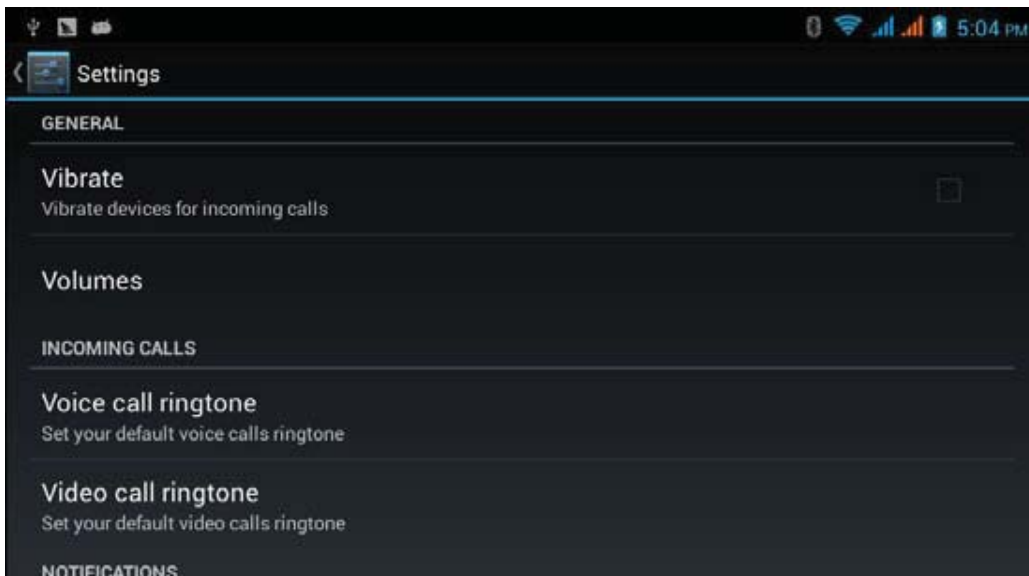 5:04 PM
Settings
GENERAL
Vibrate
Vibrate devices for incoming calls
Volumes
INCOMING CALLS
Voice call ringtone
Set your default voice calls ringtone
Video call ringtone
Set your default video calls ringtone
NOTIFICATIONS